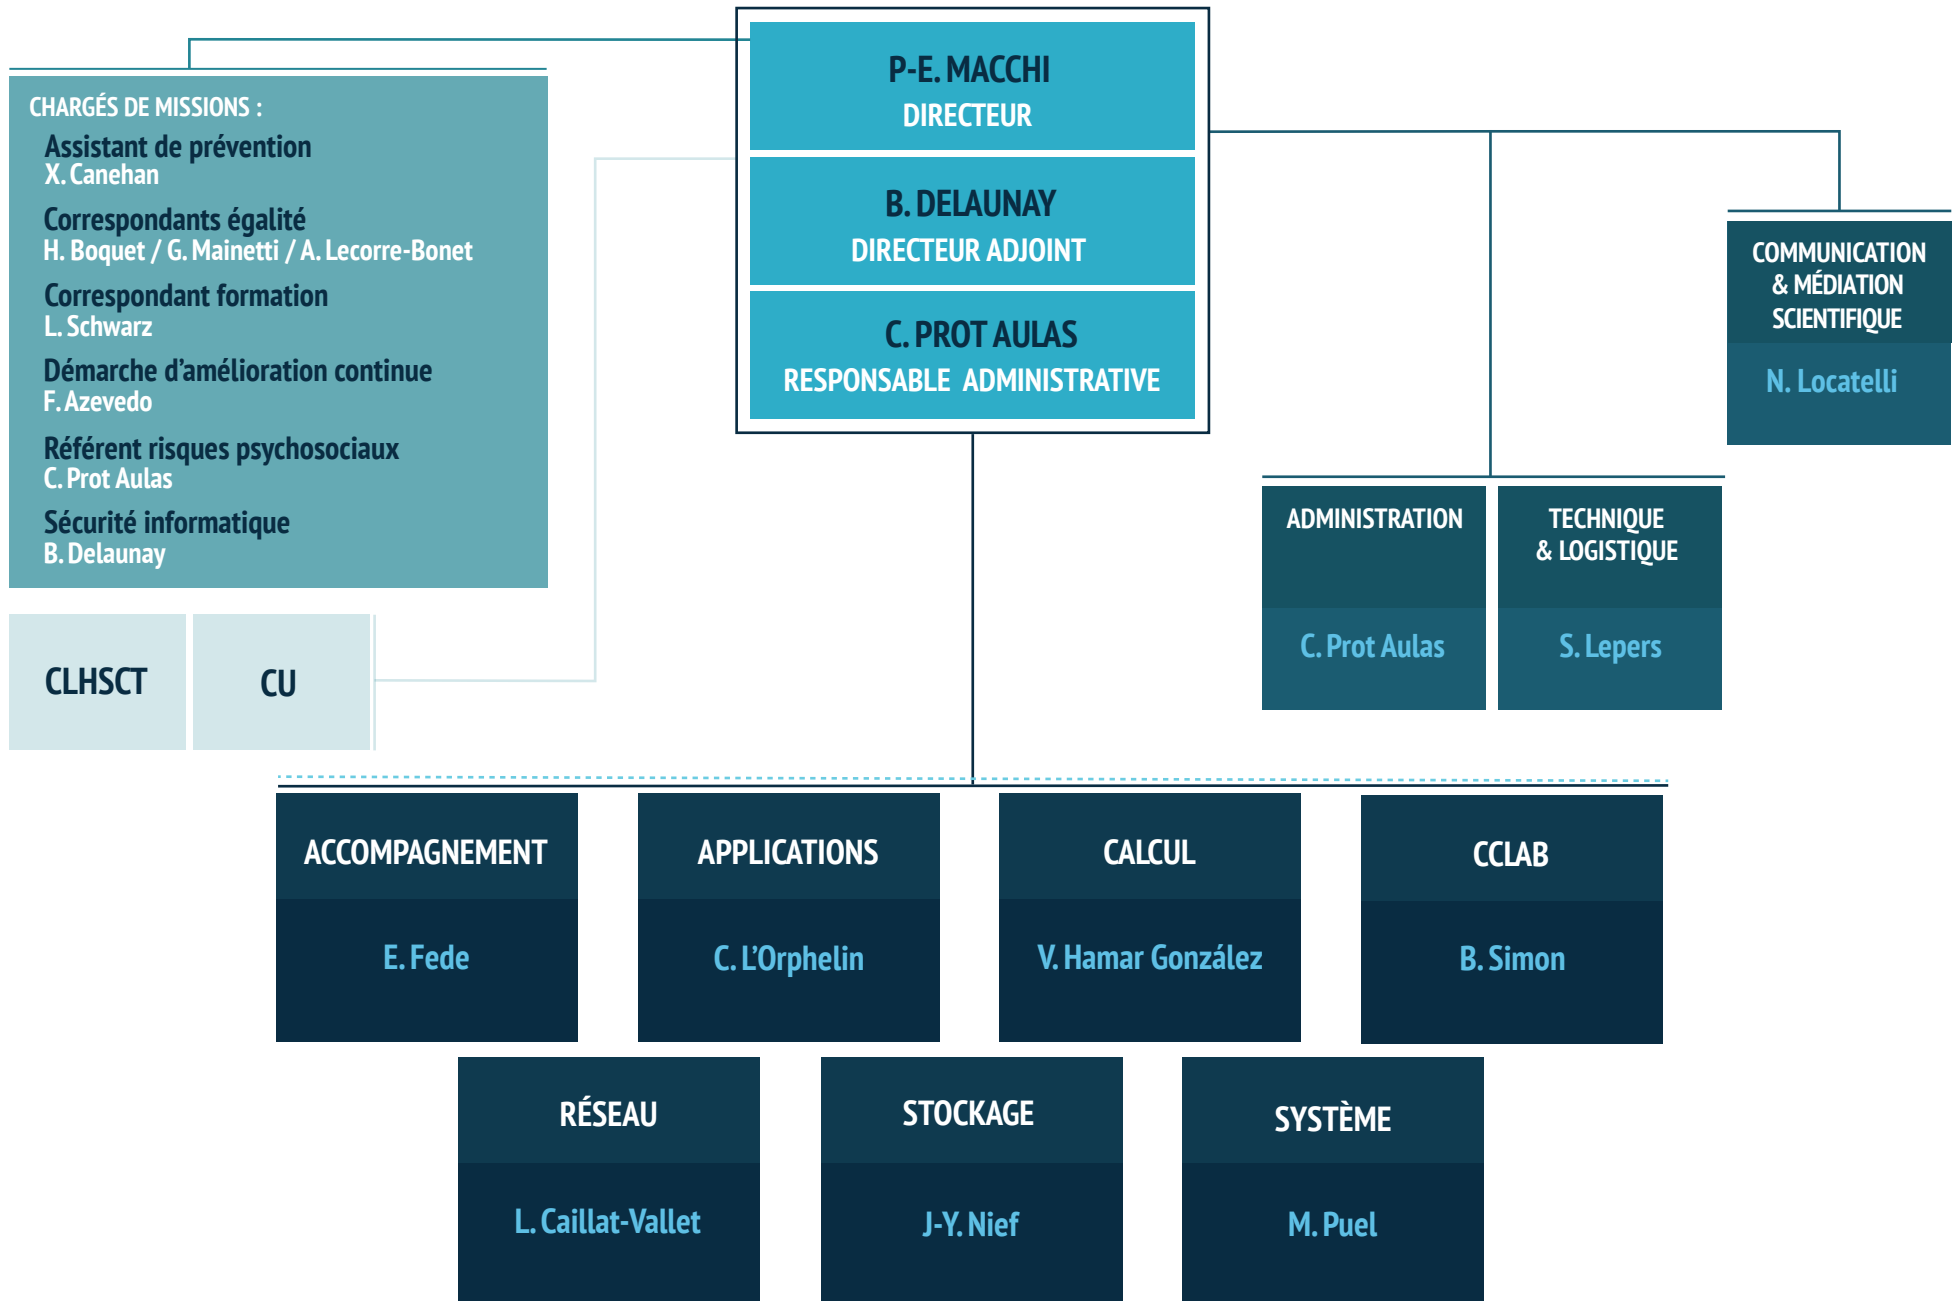 P-E. MACCHI
DIRECTEUR
B. DELAUNAY
DIRECTEUR ADJOINT
C. PROT AULAS
RESPONSABLE ADMINISTRATIVE
CHARGÉS DE MISSIONS :
Assistant de prévention
X. Canehan
Correspondants égalité
H. Boquet / G. Mainetti / A. Lecorre-Bonet
Correspondant formation
L. Schwarz
Démarche d’amélioration continue
F. Azevedo
Référent risques psychosociaux
C. Prot Aulas
Sécurité informatique
B. Delaunay
CLHSCT
CU
COMMUNICATION
& MÉDIATION
SCIENTIFIQUE
N. Locatelli
ADMINISTRATION
C. Prot Aulas
TECHNIQUE
& LOGISTIQUE
S. Lepers
ACCOMPAGNEMENT
E. Fede
APPLICATIONS
C. L’Orphelin
CALCUL
V. Hamar González
CCLAB
B. Simon
RÉSEAU
L. Caillat-Vallet
STOCKAGE
J-Y. Nief
SYSTÈME
M. Puel